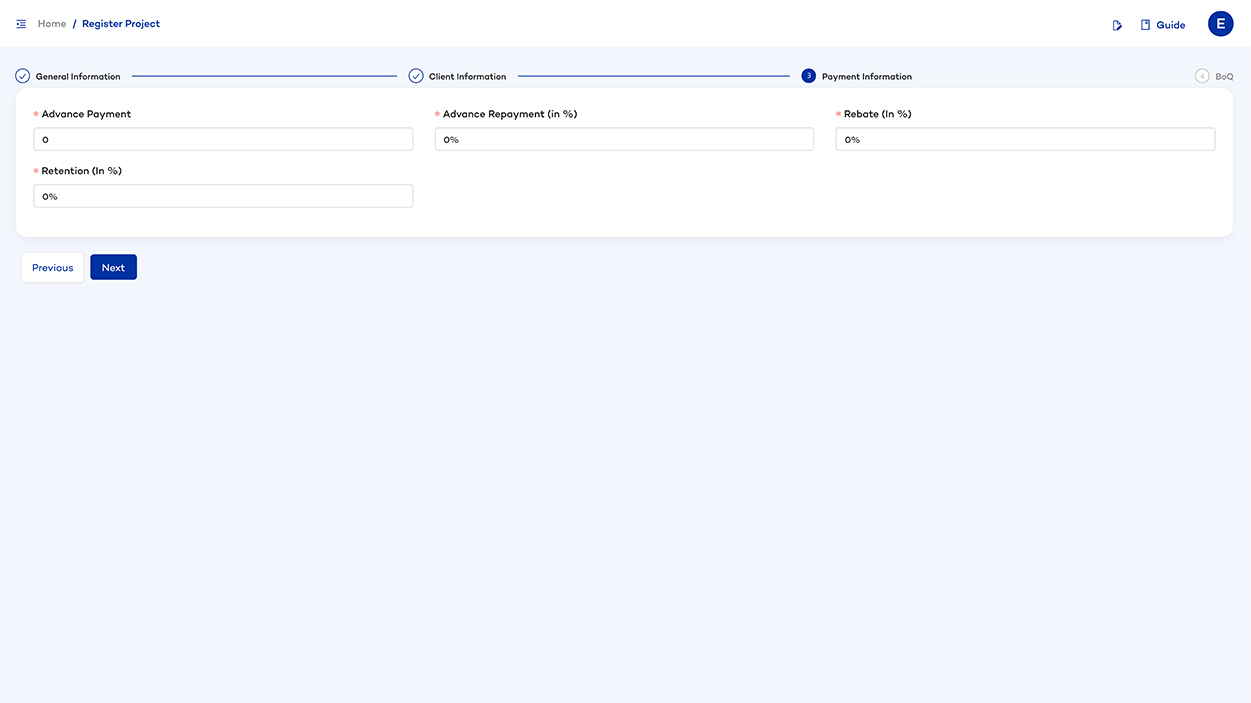 Home / Register Project
Guide
E
General Information
Client Information
3 Payment Information
4 BoQ
* Advance Payment
* Advance Repayment (in %)
* Rebate (In %)
0
0%
0%
* Retention (In %)
0%
Previous
Next